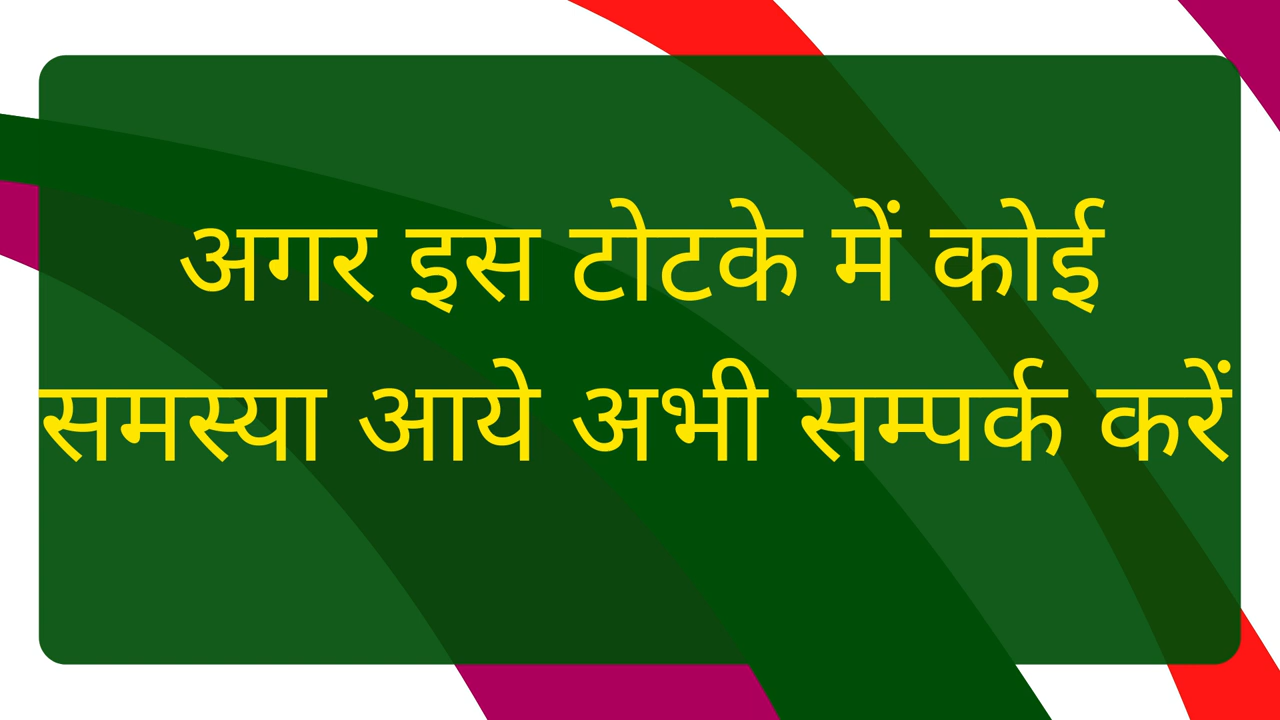 अगर इस टोटके में कोई
समस्या आये अभी सम्पर्क करें